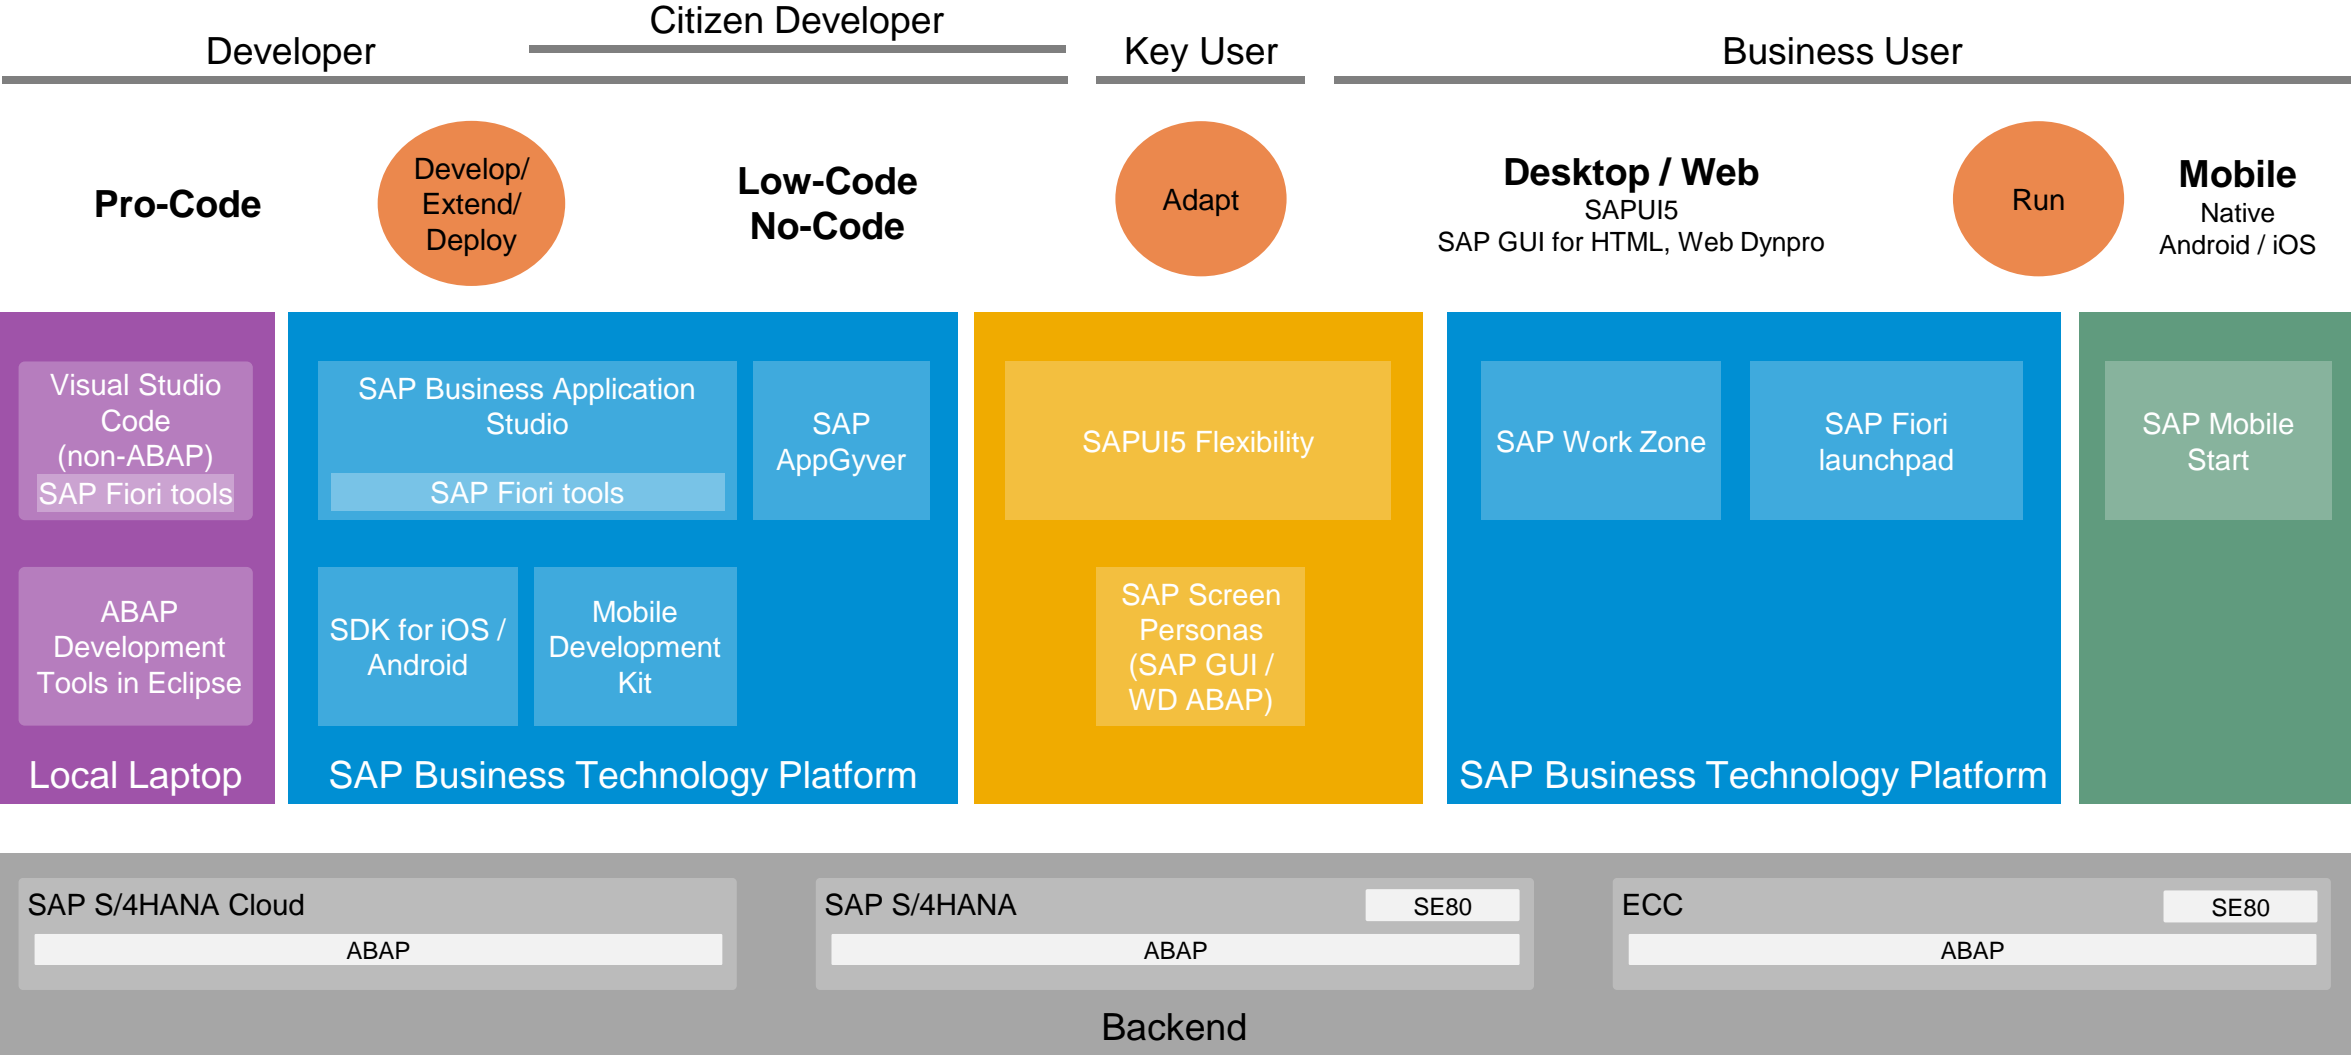 Citizen Developer
Developer
Key User
Business User
Pro-Code
Develop/
Extend/
Deploy
Low-Code
No-Code
Adapt
Desktop / Web
SAPUI5
SAP GUI for HTML, Web Dynpro
Run
Mobile
Native
Android / iOS
Visual Studio
Code
(non-ABAP)
SAP Fiori tools
ABAP
Development
Tools in Eclipse
Local Laptop
SAP Business Application
Studio
SAP Fiori tools
SAP
AppGyver
SDK for iOS /
Android
Mobile
Development
Kit
SAP Business Technology Platform
SAPUI5 Flexibility
SAP Screen
Personas
(SAP GUI /
WD ABAP)
SAP Work Zone
SAP Fiori
launchpad
SAP Business Technology Platform
SAP Mobile
Start
SAP S/4HANA Cloud
ABAP
SAP S/4HANA
SE80
ABAP
ECC
SE80
ABAP
Backend